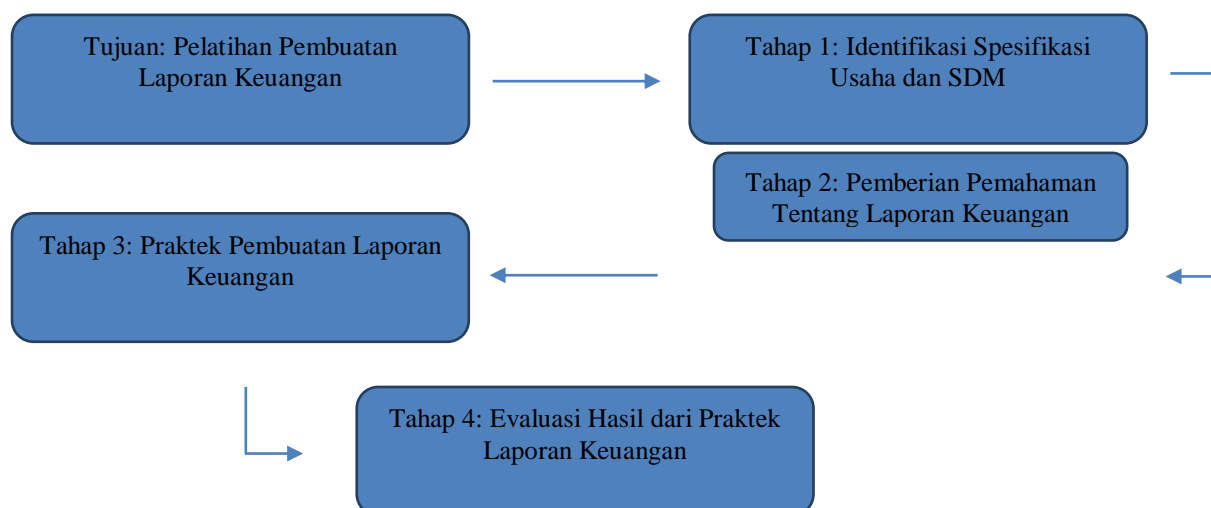 Tujuan: Pelatihan Pembuatan
Laporan Keuangan
Tahap 1: Identifikasi Spesifikasi
Usaha dan SDM
Tahap 2: Pemberian Pemahaman
Tentang Laporan Keuangan
Tahap 3: Praktek Pembuatan Laporan
Keuangan
Tahap 4: Evaluasi Hasil dari Praktek
Laporan Keuangan